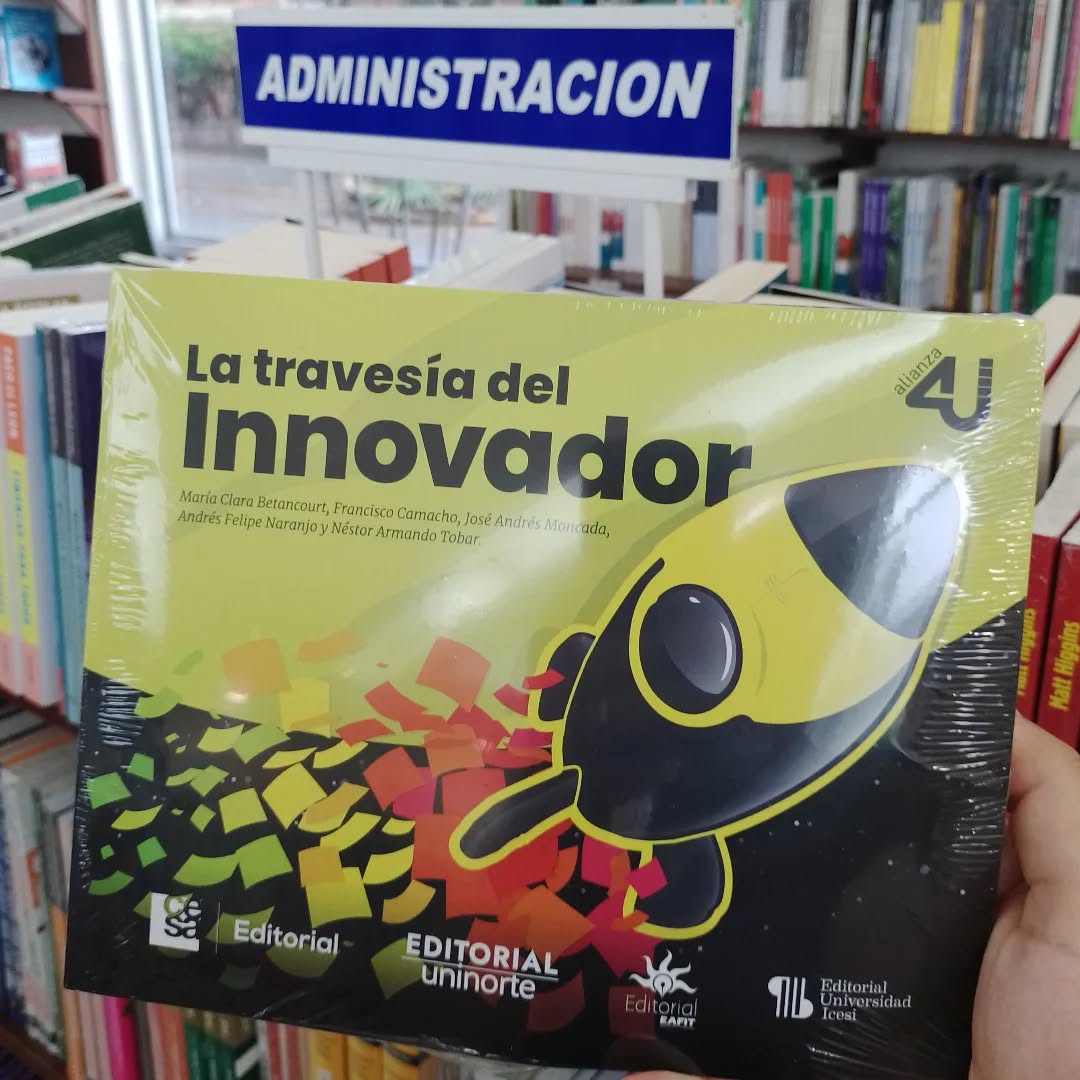 ADMINISTRACION
La travesía del
Innovador
María Clara Betancourt, Francisco Camacho, José Andrés Moncada,
Andrés Felipe Naranjo y Néstor Armando Tobar.
alianza
4U
cesa
Editorial
EDITORIAL
uninorte
Editorial
EAFIT
Editorial
Universidad
Icesi
Matt Higgins